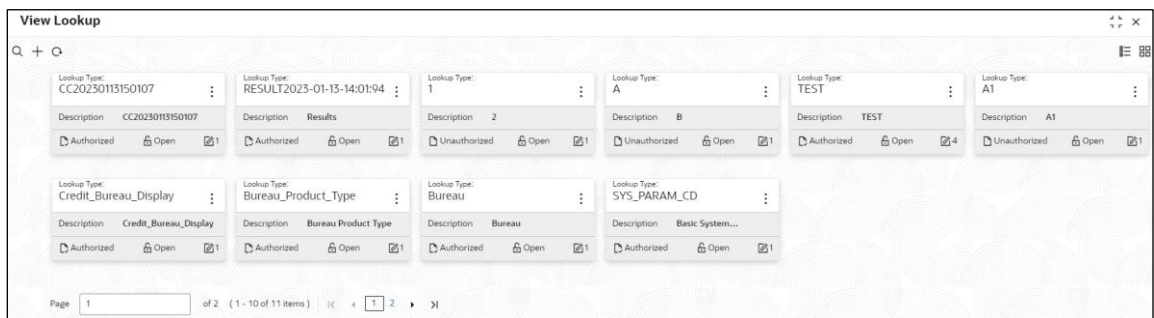 View Lookup
Lookup Type: Lookup Type: Lookup Type: Lookup Type: Lookup Type: Lookup Type:
CC20230113150107 RESULT2023-01-13-14:01:94 1 A TEST A1
Description CC20230113150107 Description Results Description 2 Description B Description TEST Description A1
Authorized Open 1 Authorized Open 1 Unauthorized Open 1 Unauthorized Open 1 Authorized Open 4 Unauthorized Open 1
Lookup Type: Lookup Type: Lookup Type: Lookup Type:
Credit_Bureau_Display Bureau_Product_Type Bureau SYS_PARAM_CD
Description Credit_Bureau_Display Description Bureau Product Type Description Bureau Description Basic System...
Authorized Open 1 Authorized Open 1 Authorized Open 1 Authorized Open 1
Page 1 of 2 (1 - 10 of 11 items) 1 2